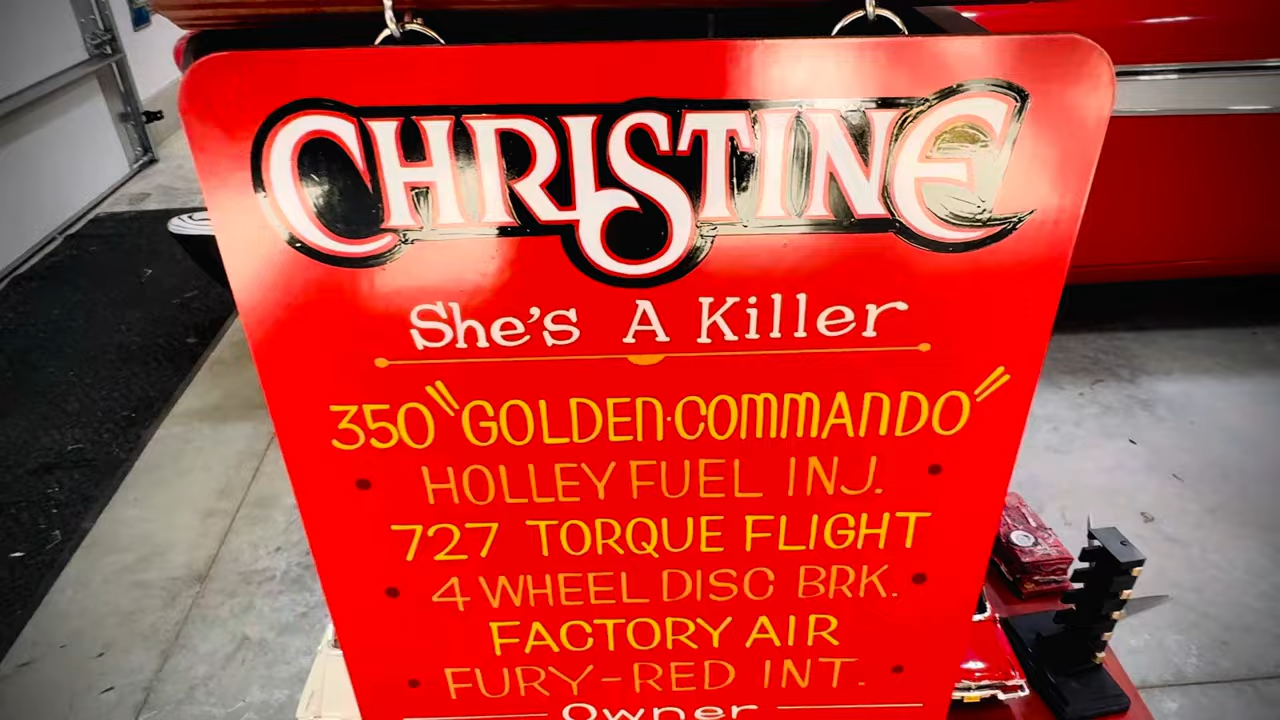 CHRISTINE
She's A Killer
350 "GOLDEN·COMMANDO"
HOLLEY FUEL INJ.
727 TORQUE FLIGHT
4 WHEEL DISC BRK.
FACTORY AIR
FURY-RED INT.
Owner